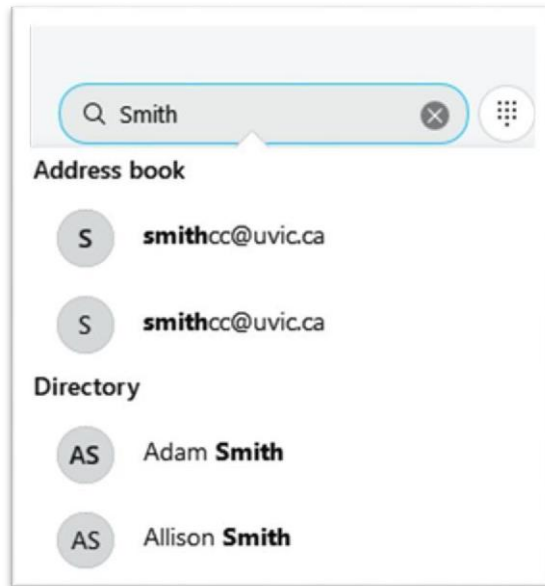 Smith
Address book
S smithcc@uvic.ca
S smithcc@uvic.ca
Directory
AS Adam Smith
AS Allison Smith